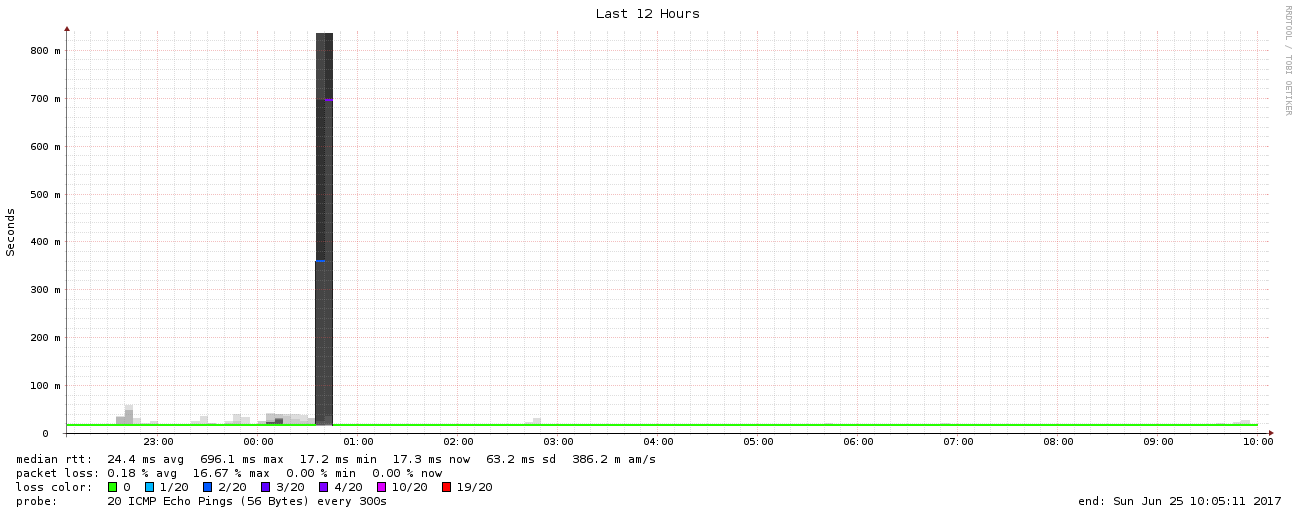 Last 12 Hours
RRDTOOL / TOBI OETIKER
Seconds
800 m
700 m
600 m
500 m
400 m
300 m
200 m
100 m
0
23:00 00:00 01:00 02:00 03:00 04:00 05:00 06:00 07:00 08:00 09:00 10:00
median rtt: 24.4 ms avg 696.1 ms max 17.2 ms min 17.3 ms now 63.2 ms sd 386.2 m am/s
packet loss: 0.18 % avg 16.67 % max 0.00 % min 0.00 % now
loss color: 0 1/20 2/20 3/20 4/20 10/20 19/20
probe: 20 ICMP Echo Pings (56 Bytes) every 300s end: Sun Jun 25 10:05:11 2017